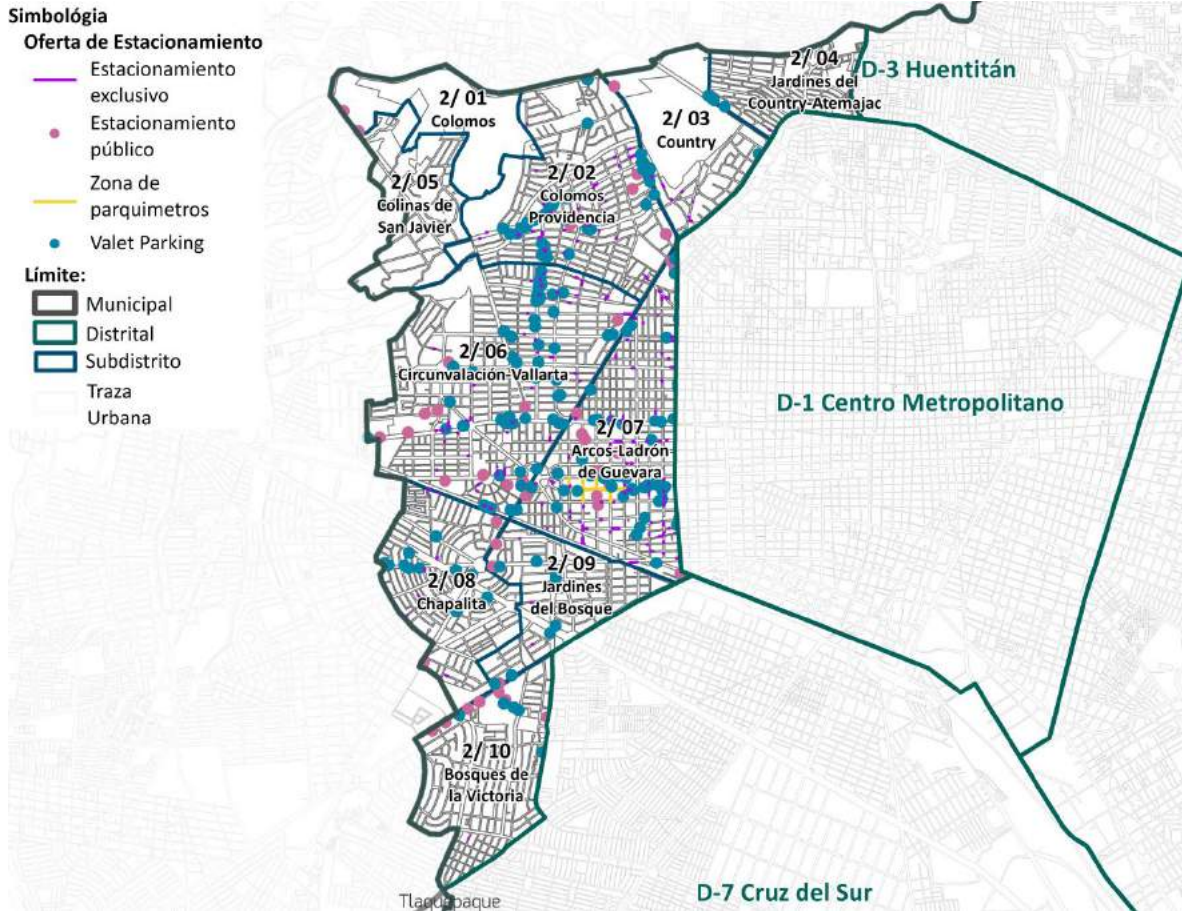 Simbológia
Oferta de Estacionamiento
Estacionamiento
exclusivo
Estacionamiento
público
Zona de
parquimetros
Valet Parking
Límite:
Municipal
Distrital
Subdistrito
Traza
Urbana
2/ 04
Jardines del
Country-Atemajac
D-3 Huentitán
2/ 01
Colomos
2/ 03
Country
2/ 05
Colinas de
San Javier
2/ 02
Colomos
Providencia
2/ 06
Circunvalación-Vallarta
D-1 Centro Metropolitano
2/ 07
Arcos-Ladrón
de Guevara
2/ 08
Chapalita
2/ 09
Jardines
del Bosque
2/ 10
Bosques de
la Victoria
D-7 Cruz del Sur
Tlaquepaque